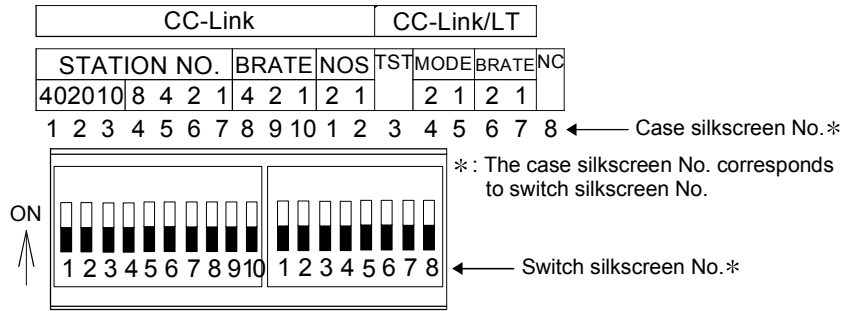 CC-Link CC-Link/LT
STATION NO. BRATE NOS TST MODE BRATE NC
40 20 10 8 4 2 1 4 2 1 2 1 2 1 2 1
1 2 3 4 5 6 7 8 9 10 1 2 3 4 5 6 7 8 Case silkscreen No.*
*: The case silkscreen No. corresponds
to switch silkscreen No.
ON
1 2 3 4 5 6 7 8 9 10 1 2 3 4 5 6 7 8 Switch silkscreen No.*